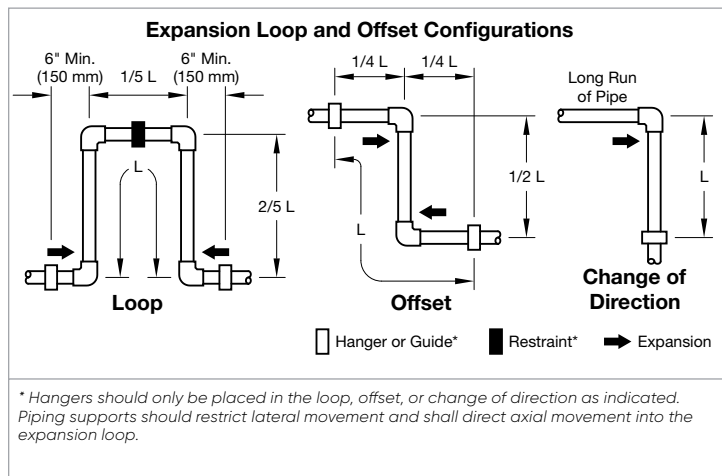 Expansion Loop and Offset Configurations
6" Min.
(150 mm)
1/5 L
6" Min.
(150 mm)
L
2/5 L
Loop
1/4 L
1/4 L
1/2 L
L
Offset
Long Run
of Pipe
L
Change of
Direction
Hanger or Guide*
Restraint*
Expansion
* Hangers should only be placed in the loop, offset, or change of direction as indicated.
Piping supports should restrict lateral movement and shall direct axial movement into the
expansion loop.